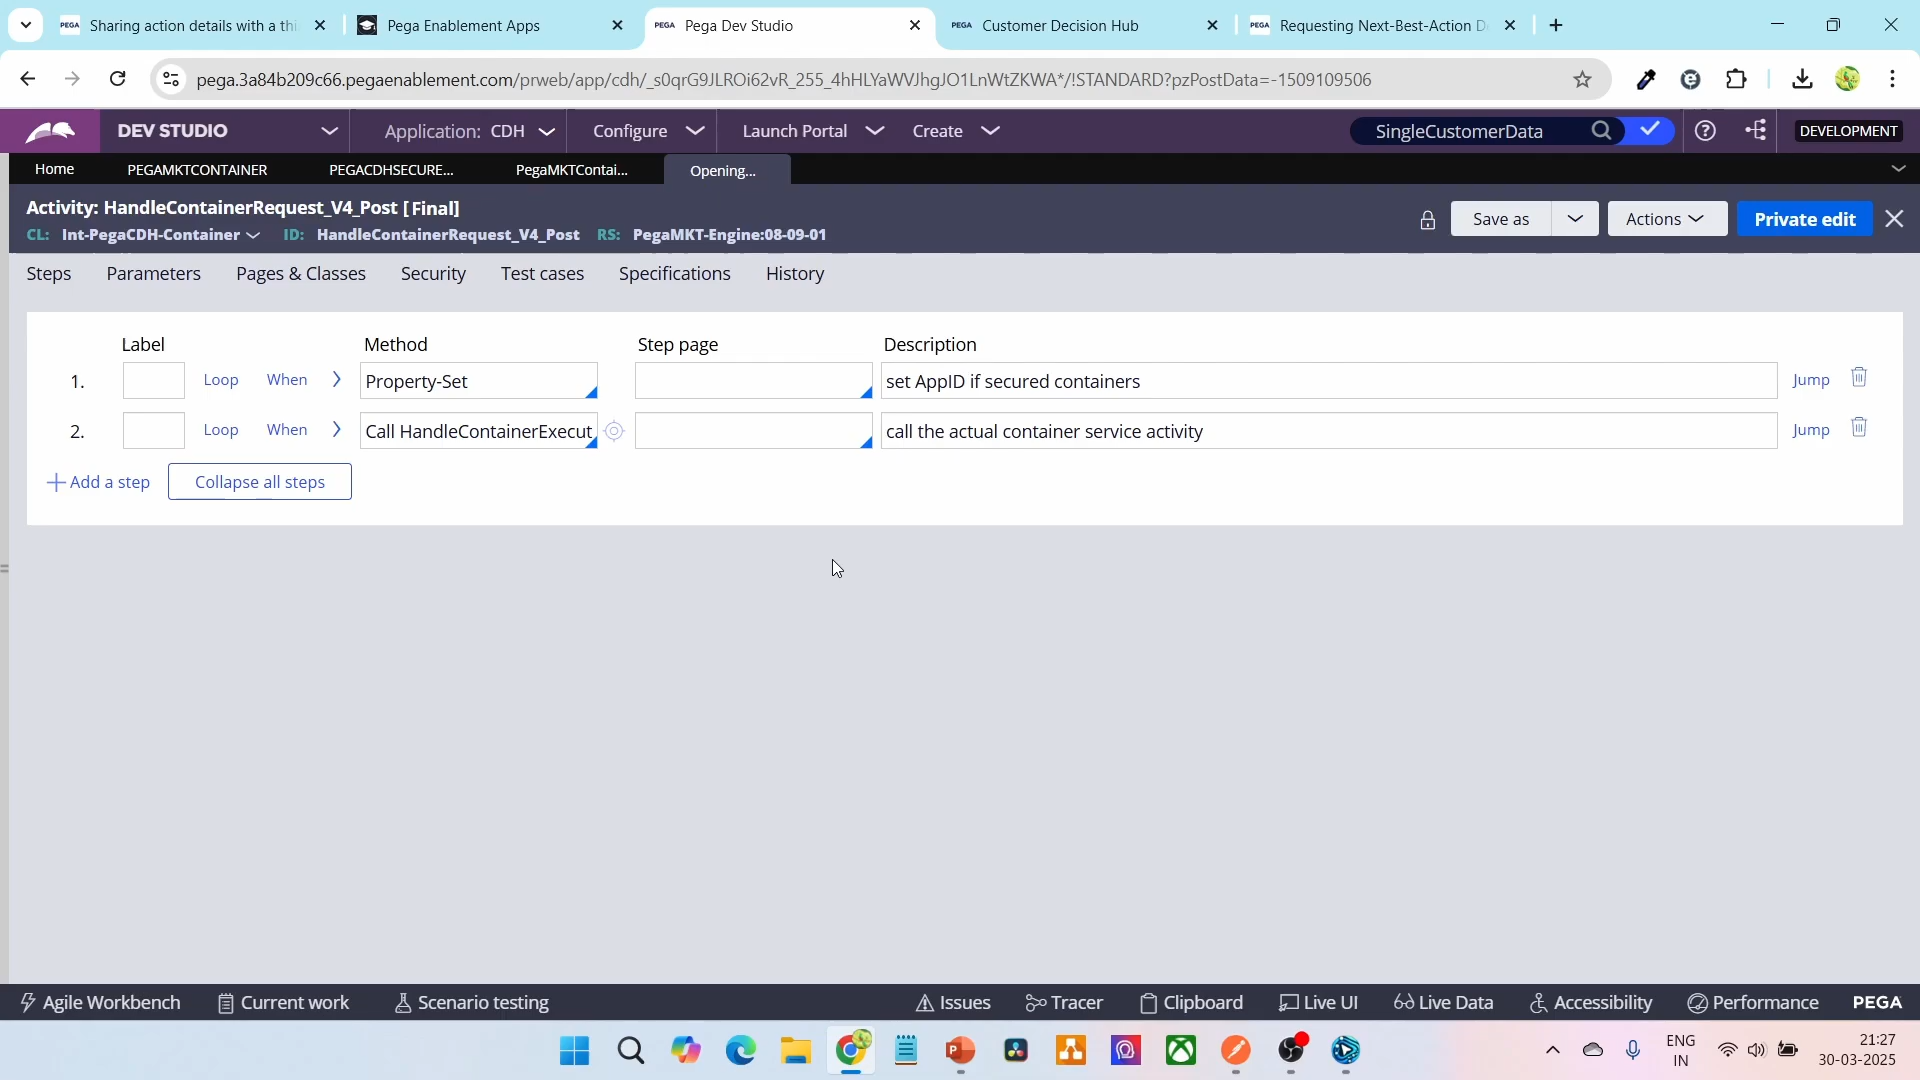 Sharing action details with a thi
Pega Enablement Apps
PEGA Pega Dev Studio
PEGA Customer Decision Hub
PEGA Requesting Next-Best-Action D
pega.3a84b209c66.pegaenablement.com/prweb/app/cdh/_s0qrG9JLROi62vR_255_4hHLYaWVJhgJO1LnWtZKWA*/!STANDARD?pzPostData=-1509109506
DEV STUDIO
Application: CDH
Configure
Launch Portal
Create
SingleCustomerData
DEVELOPMENT
Home
PEGAMKTCONTAINER
PEGACDHSECURE...
PegaMKTContai...
Opening...
Activity: HandleContainerRequest_V4_Post [Final]
CL: Int-PegaCDH-Container ID: HandleContainerRequest_V4_Post RS: PegaMKT-Engine:08-09-01
Save as
Actions
Private edit
Steps
Parameters
Pages & Classes
Security
Test cases
Specifications
History
Label Method Step page Description
1. Loop When Property-Set set AppID if secured containers Jump
2. Loop When Call HandleContainerExecut call the actual container service activity Jump
Add a step
Collapse all steps
Agile Workbench
Current work
Scenario testing
Issues
Tracer
Clipboard
Live UI
Live Data
Accessibility
Performance
PEGA
ENG
IN
21:27
30-03-2025